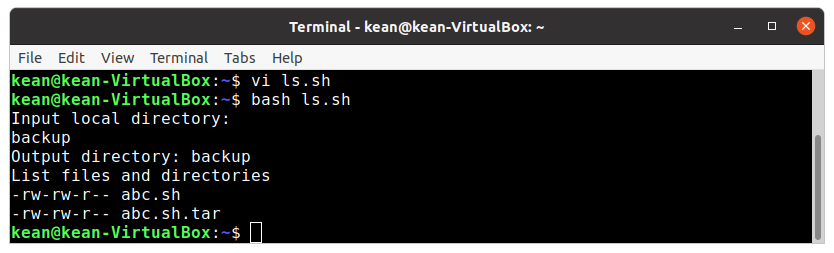 Terminal - kean@kean-VirtualBox: ~
File Edit View Terminal Tabs Help
kean@kean-VirtualBox:~$ vi ls.sh
kean@kean-VirtualBox:~$ bash ls.sh
Input local directory:
backup
Output directory: backup
List files and directories
-rw-rw-r-- abc.sh
-rw-rw-r-- abc.sh.tar
kean@kean-VirtualBox:~$